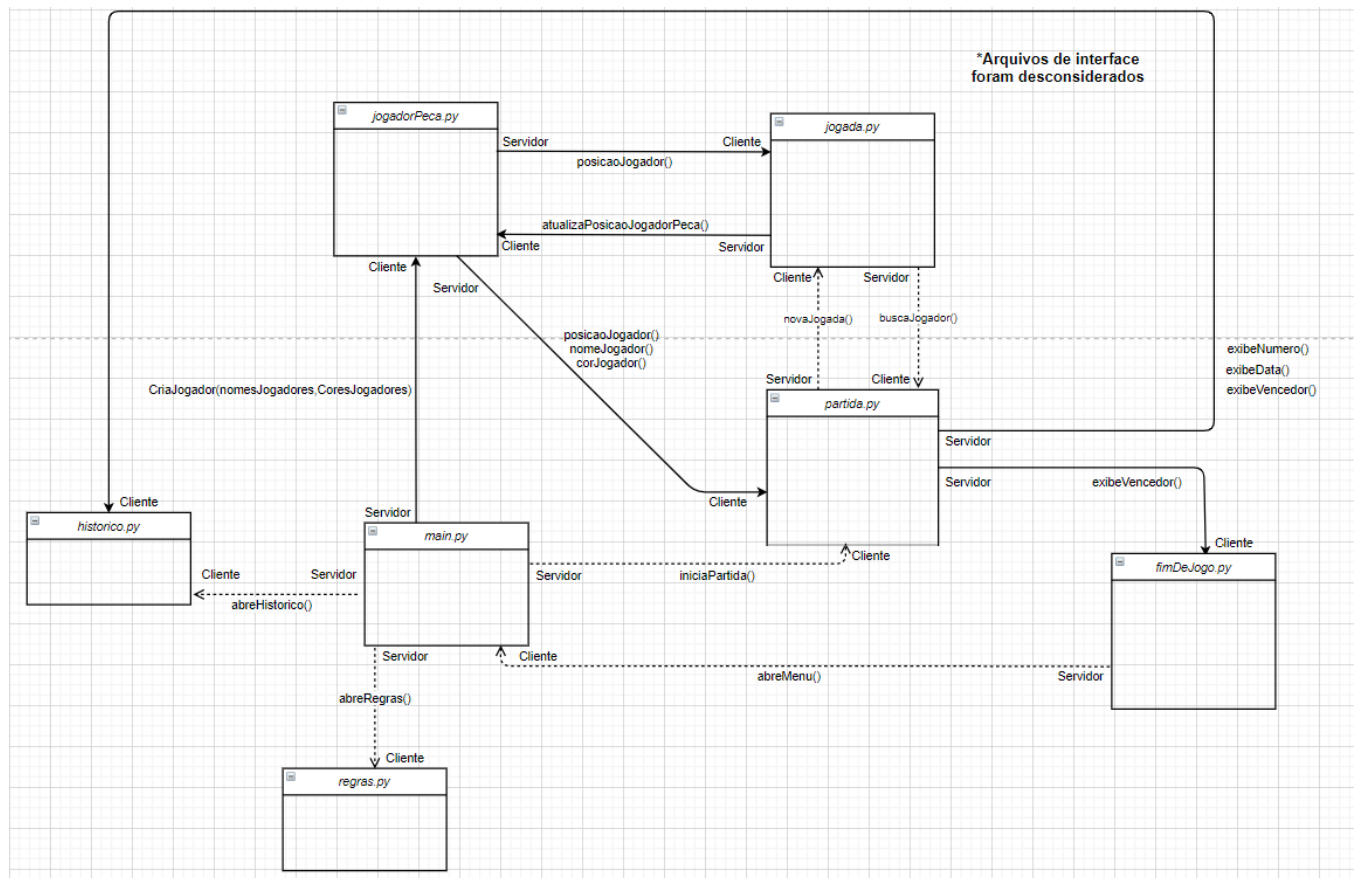 *Arquivos de interface
foram desconsiderados
jogadorPeca.py
jogada.py
Servidor
Cliente
posicaoJogador()
atualizaPosicaoJogadorPeca()
Cliente
Servidor
Cliente
Servidor
Cliente
Servidor
novaJogada()
buscaJogador()
posicaoJogador()
nomeJogador()
corJogador()
exibeNumero()
exibeData()
exibeVencedor()
CriaJogador(nomesJogadores,CoresJogadores)
Servidor
Cliente
partida.py
Servidor
Servidor
exibeVencedor()
Cliente
Cliente
Servidor
historico.py
main.py
Cliente
Cliente
fimDeJogo.py
Cliente
Servidor
Servidor
iniciaPartida()
abreHistorico()
Servidor
Cliente
abreMenu()
Servidor
abreRegras()
Cliente
regras.py